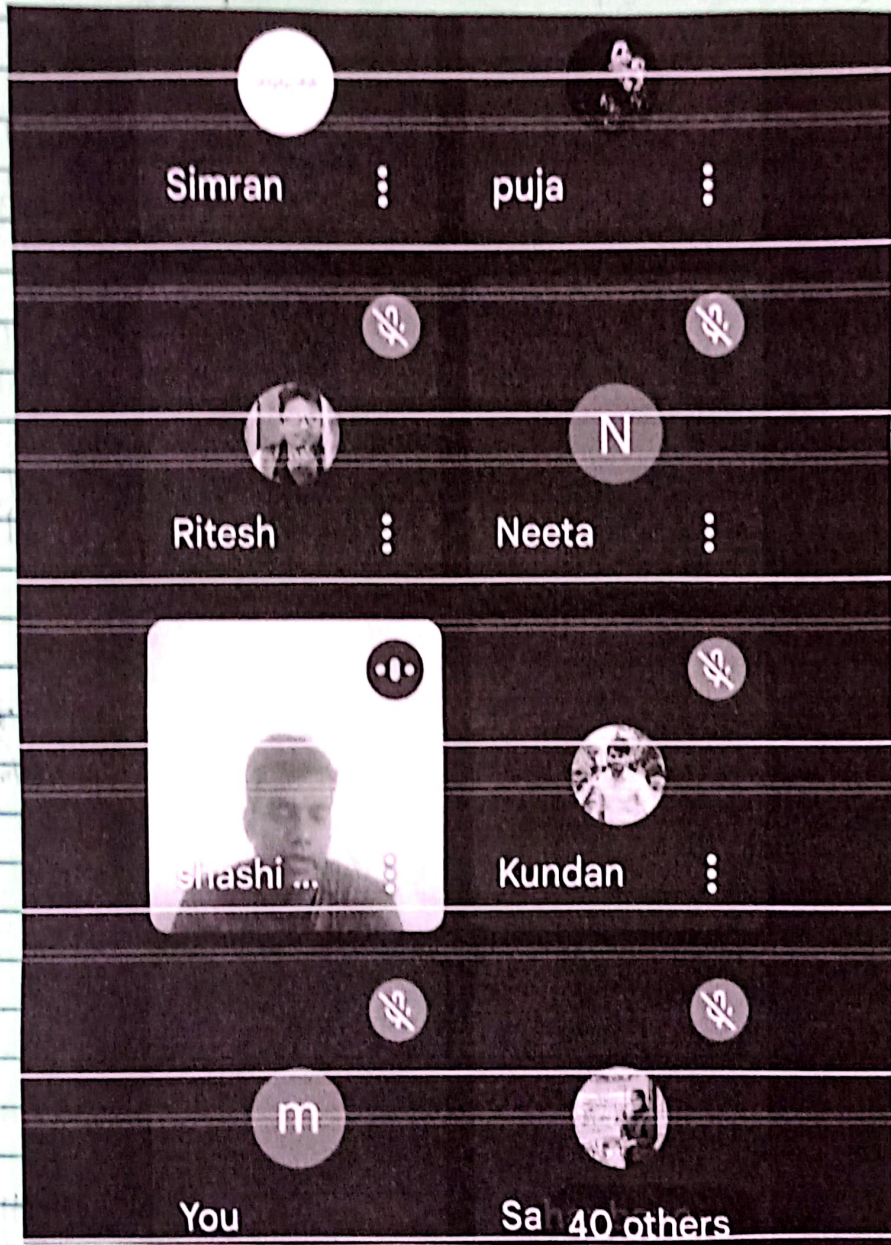 Simran puja
Ritesh Neeta
N
shashi ... Kundan
m
You Sa 40 others